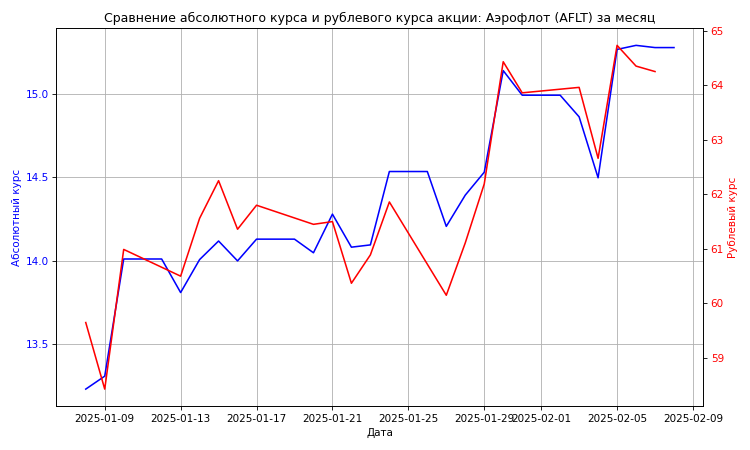 Сравнение абсолютного курса и рублевого курса акции: Аэрофлот (AFLT) за месяц
Абсолютный курс
15.0
14.5
14.0
13.5
65
64
63
62
61
60
59
Рублевый курс
2025-01-09 2025-01-13 2025-01-17 2025-01-21 2025-01-25 2025-01-29 2025-02-01 2025-02-05 2025-02-09
Дата